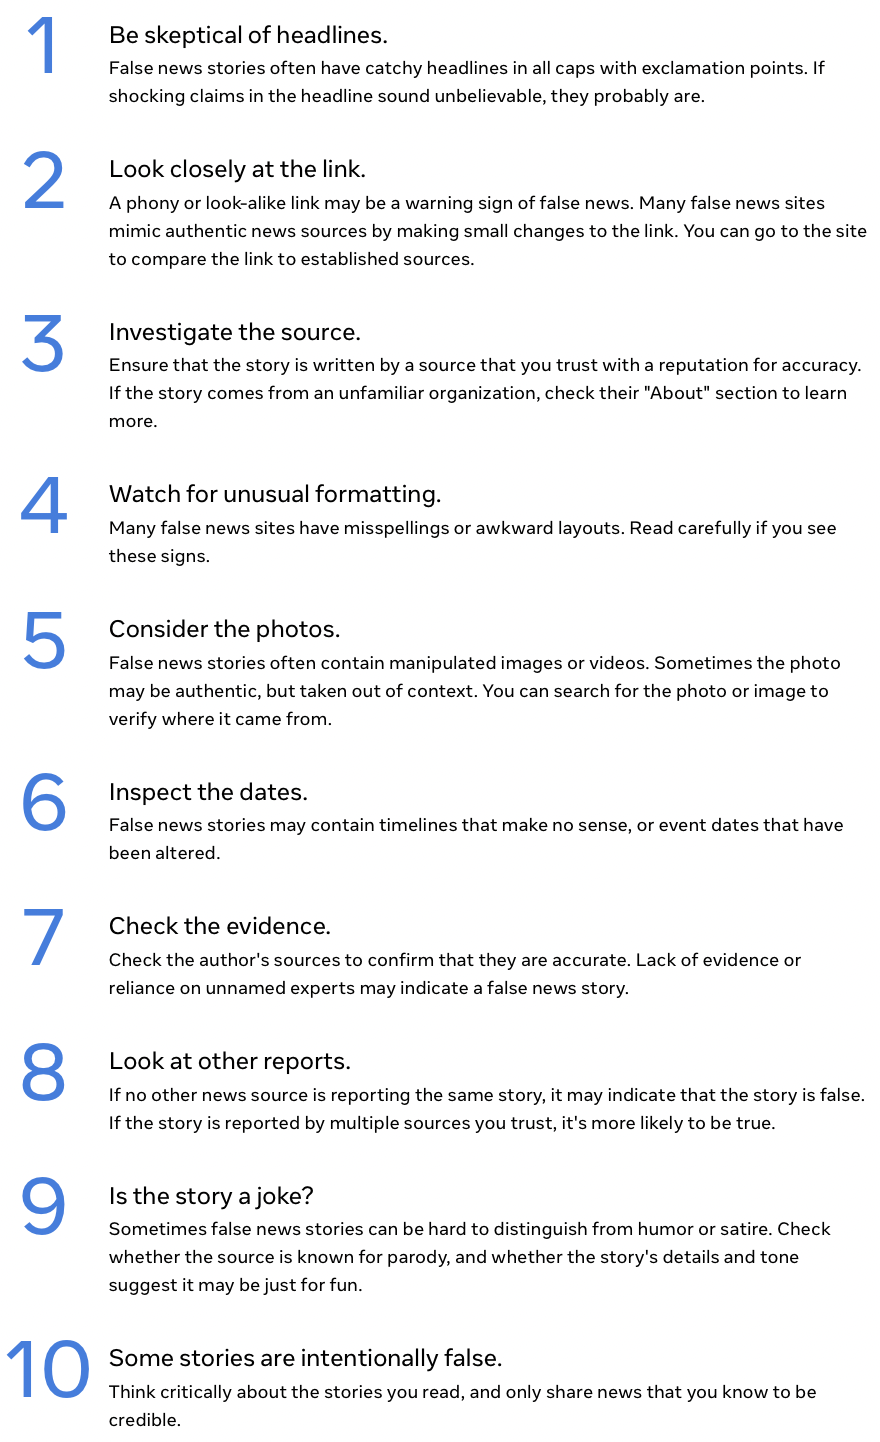 1
Be skeptical of headlines.
False news stories often have catchy headlines in all caps with exclamation points. If
shocking claims in the headline sound unbelievable, they probably are.
2
Look closely at the link.
A phony or look-alike link may be a warning sign of false news. Many false news sites
mimic authentic news sources by making small changes to the link. You can go to the site
to compare the link to established sources.
3
Investigate the source.
Ensure that the story is written by a source that you trust with a reputation for accuracy.
If the story comes from an unfamiliar organization, check their "About" section to learn
more.
4
Watch for unusual formatting.
Many false news sites have misspellings or awkward layouts. Read carefully if you see
these signs.
5
Consider the photos.
False news stories often contain manipulated images or videos. Sometimes the photo
may be authentic, but taken out of context. You can search for the photo or image to
verify where it came from.
6
Inspect the dates.
False news stories may contain timelines that make no sense, or event dates that have
been altered.
7
Check the evidence.
Check the author's sources to confirm that they are accurate. Lack of evidence or
reliance on unnamed experts may indicate a false news story.
8
Look at other reports.
If no other news source is reporting the same story, it may indicate that the story is false.
If the story is reported by multiple sources you trust, it's more likely to be true.
9
Is the story a joke?
Sometimes false news stories can be hard to distinguish from humor or satire. Check
whether the source is known for parody, and whether the story's details and tone
suggest it may be just for fun.
10
Some stories are intentionally false.
Think critically about the stories you read, and only share news that you know to be
credible.